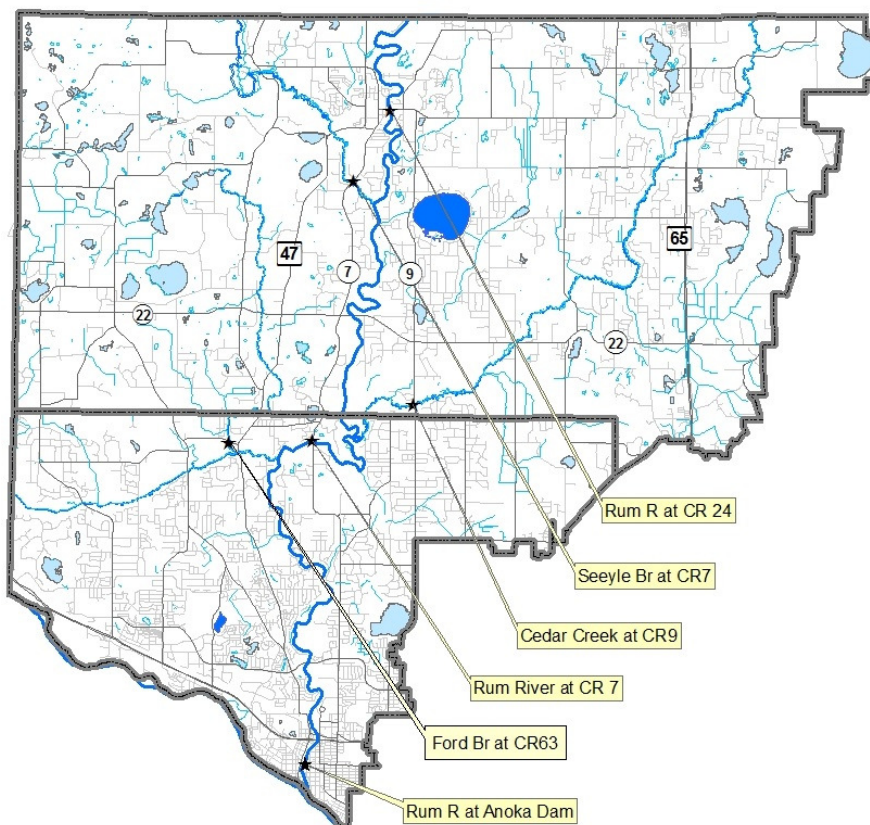 47
65
7
9
22
22
Rum R at CR 24
Seeyle Br at CR7
Cedar Creek at CR9
Rum River at CR 7
Ford Br at CR63
Rum R at Anoka Dam